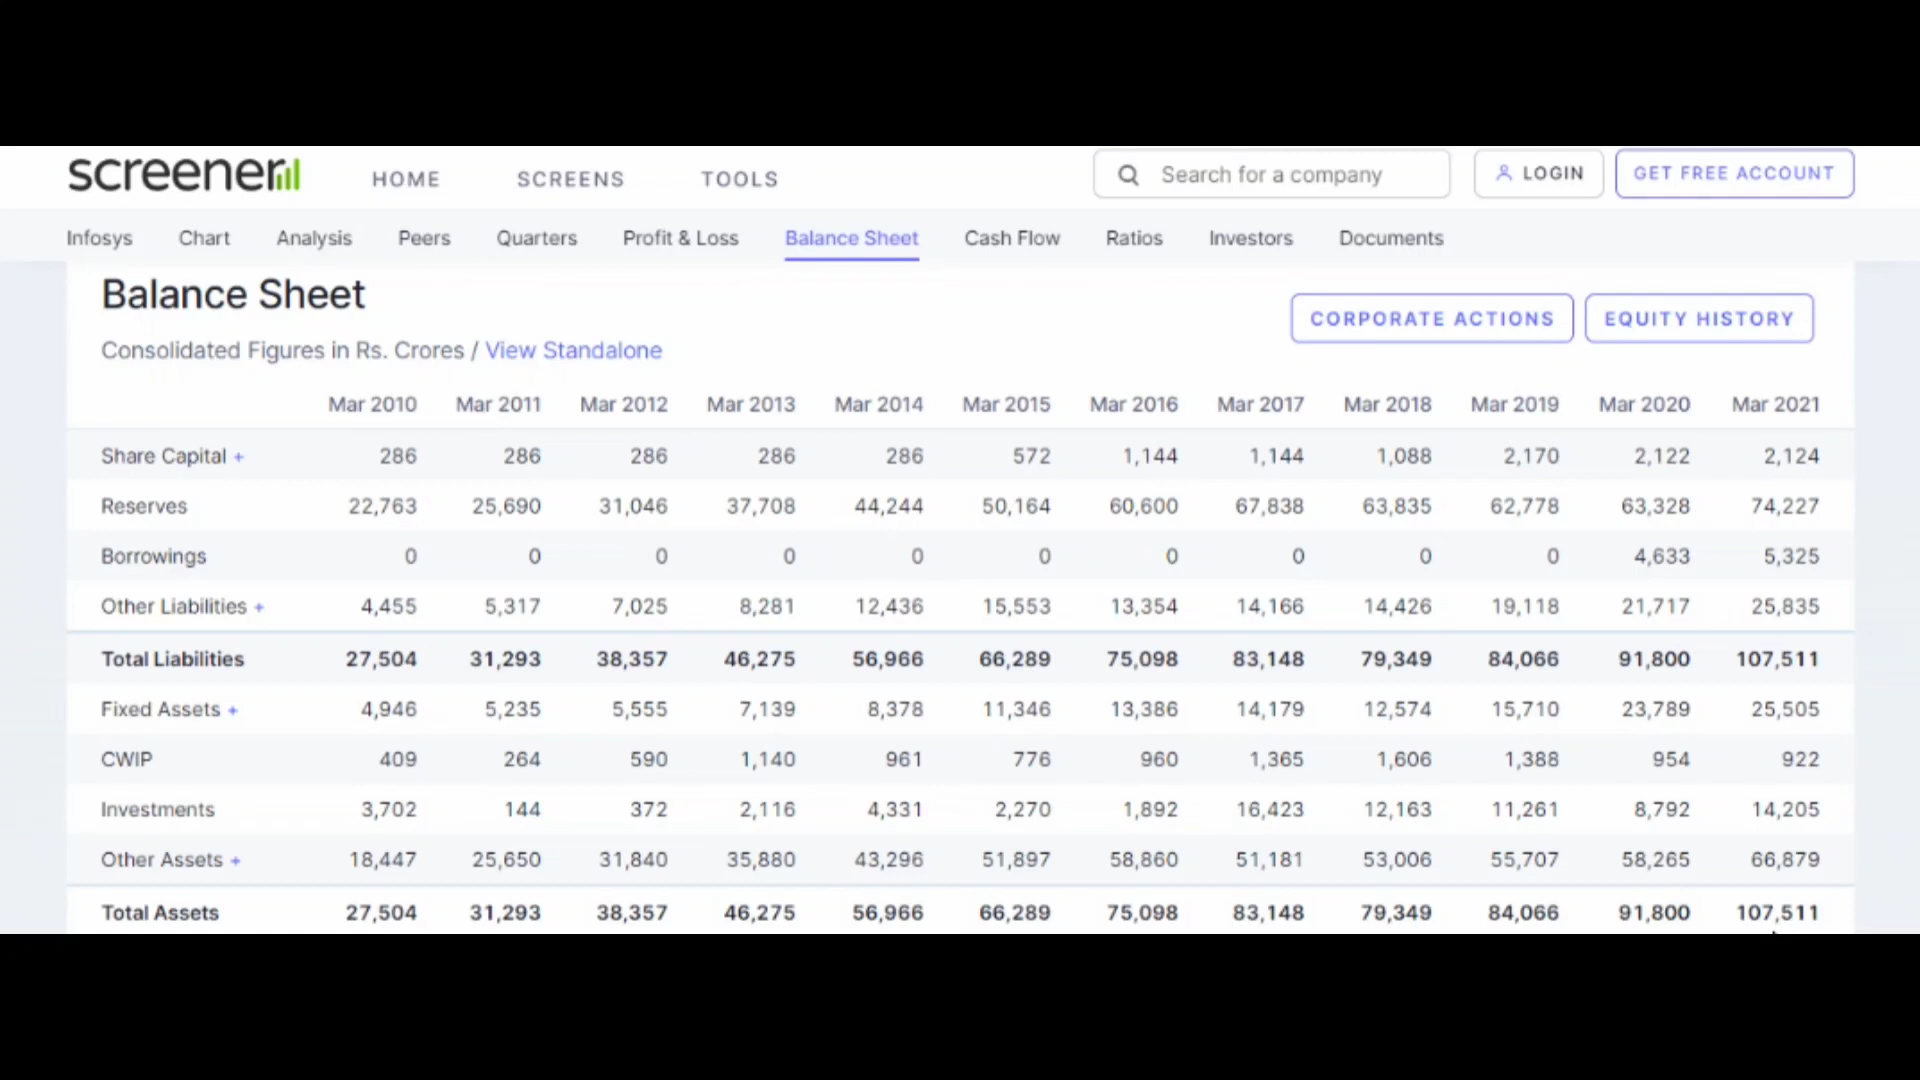 screener HOME SCREENS TOOLS Search for a company LOGIN GET FREE ACCOUNT
Infosys Chart Analysis Peers Quarters Profit & Loss Balance Sheet Cash Flow Ratios Investors Documents
Balance Sheet
CORPORATE ACTIONS EQUITY HISTORY
Consolidated Figures in Rs. Crores / View Standalone
Mar 2010 Mar 2011 Mar 2012 Mar 2013 Mar 2014 Mar 2015 Mar 2016 Mar 2017 Mar 2018 Mar 2019 Mar 2020 Mar 2021
Share Capital + 286 286 286 286 286 572 1,144 1,144 1,088 2,170 2,122 2,124
Reserves 22,763 25,690 31,046 37,708 44,244 50,164 60,600 67,838 63,835 62,778 63,328 74,227
Borrowings 0 0 0 0 0 0 0 0 0 0 4,633 5,325
Other Liabilities + 4,455 5,317 7,025 8,281 12,436 15,553 13,354 14,166 14,426 19,118 21,717 25,835
Total Liabilities 27,504 31,293 38,357 46,275 56,966 66,289 75,098 83,148 79,349 84,066 91,800 107,511
Fixed Assets + 4,946 5,235 5,555 7,139 8,378 11,346 13,386 14,179 12,574 15,710 23,789 25,505
CWIP 409 264 590 1,140 961 776 960 1,365 1,606 1,388 954 922
Investments 3,702 144 372 2,116 4,331 2,270 1,892 16,423 12,163 11,261 8,792 14,205
Other Assets + 18,447 25,650 31,840 35,880 43,296 51,897 58,860 51,181 53,006 55,707 58,265 66,879
Total Assets 27,504 31,293 38,357 46,275 56,966 66,289 75,098 83,148 79,349 84,066 91,800 107,511